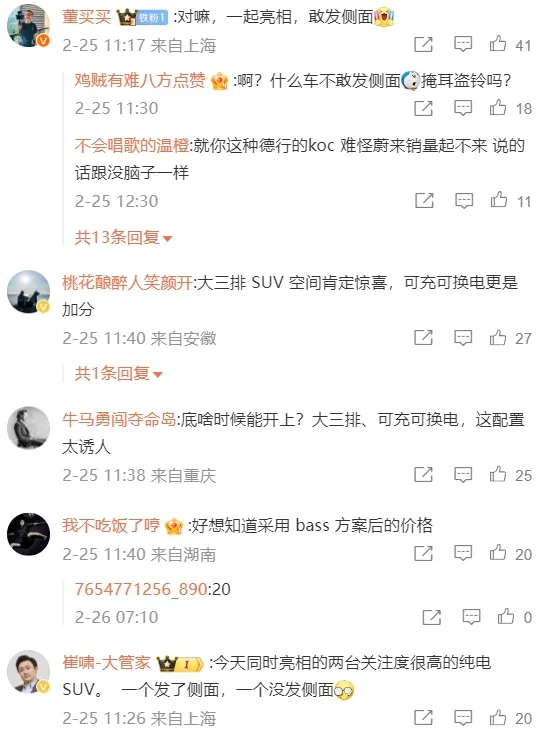 董买买 铁粉1 :对嘛，一起亮相，敢发侧面
2-25 11:17 来自上海 41
鸡贼有难八方点赞 :啊？什么车不敢发侧面 掩耳盗铃吗？
2-25 11:30 18
不会唱歌的温橙:就你这种德行的koc 难怪蔚来销量起不来 说的
话跟没脑子一样
2-25 12:30 11
共13条回复
桃花酿醉人笑颜开:大三排 SUV 空间肯定惊喜，可充可换电更是
加分
2-25 11:40 来自安徽 27
共1条回复
牛马勇闯夺命岛:底啥时候能开上？大三排、可充可换电，这配置
太诱人
2-25 11:38 来自重庆 25
我不吃饭了哼 :好想知道采用 bass 方案后的价格
2-25 11:40 来自湖南 20
7654771256_890:20
2-26 07:10 0
崔啸-大管家 I :今天同时亮相的两台关注度很高的纯电
SUV。 一个发了侧面，一个没发侧面
2-25 11:26 来自上海 20